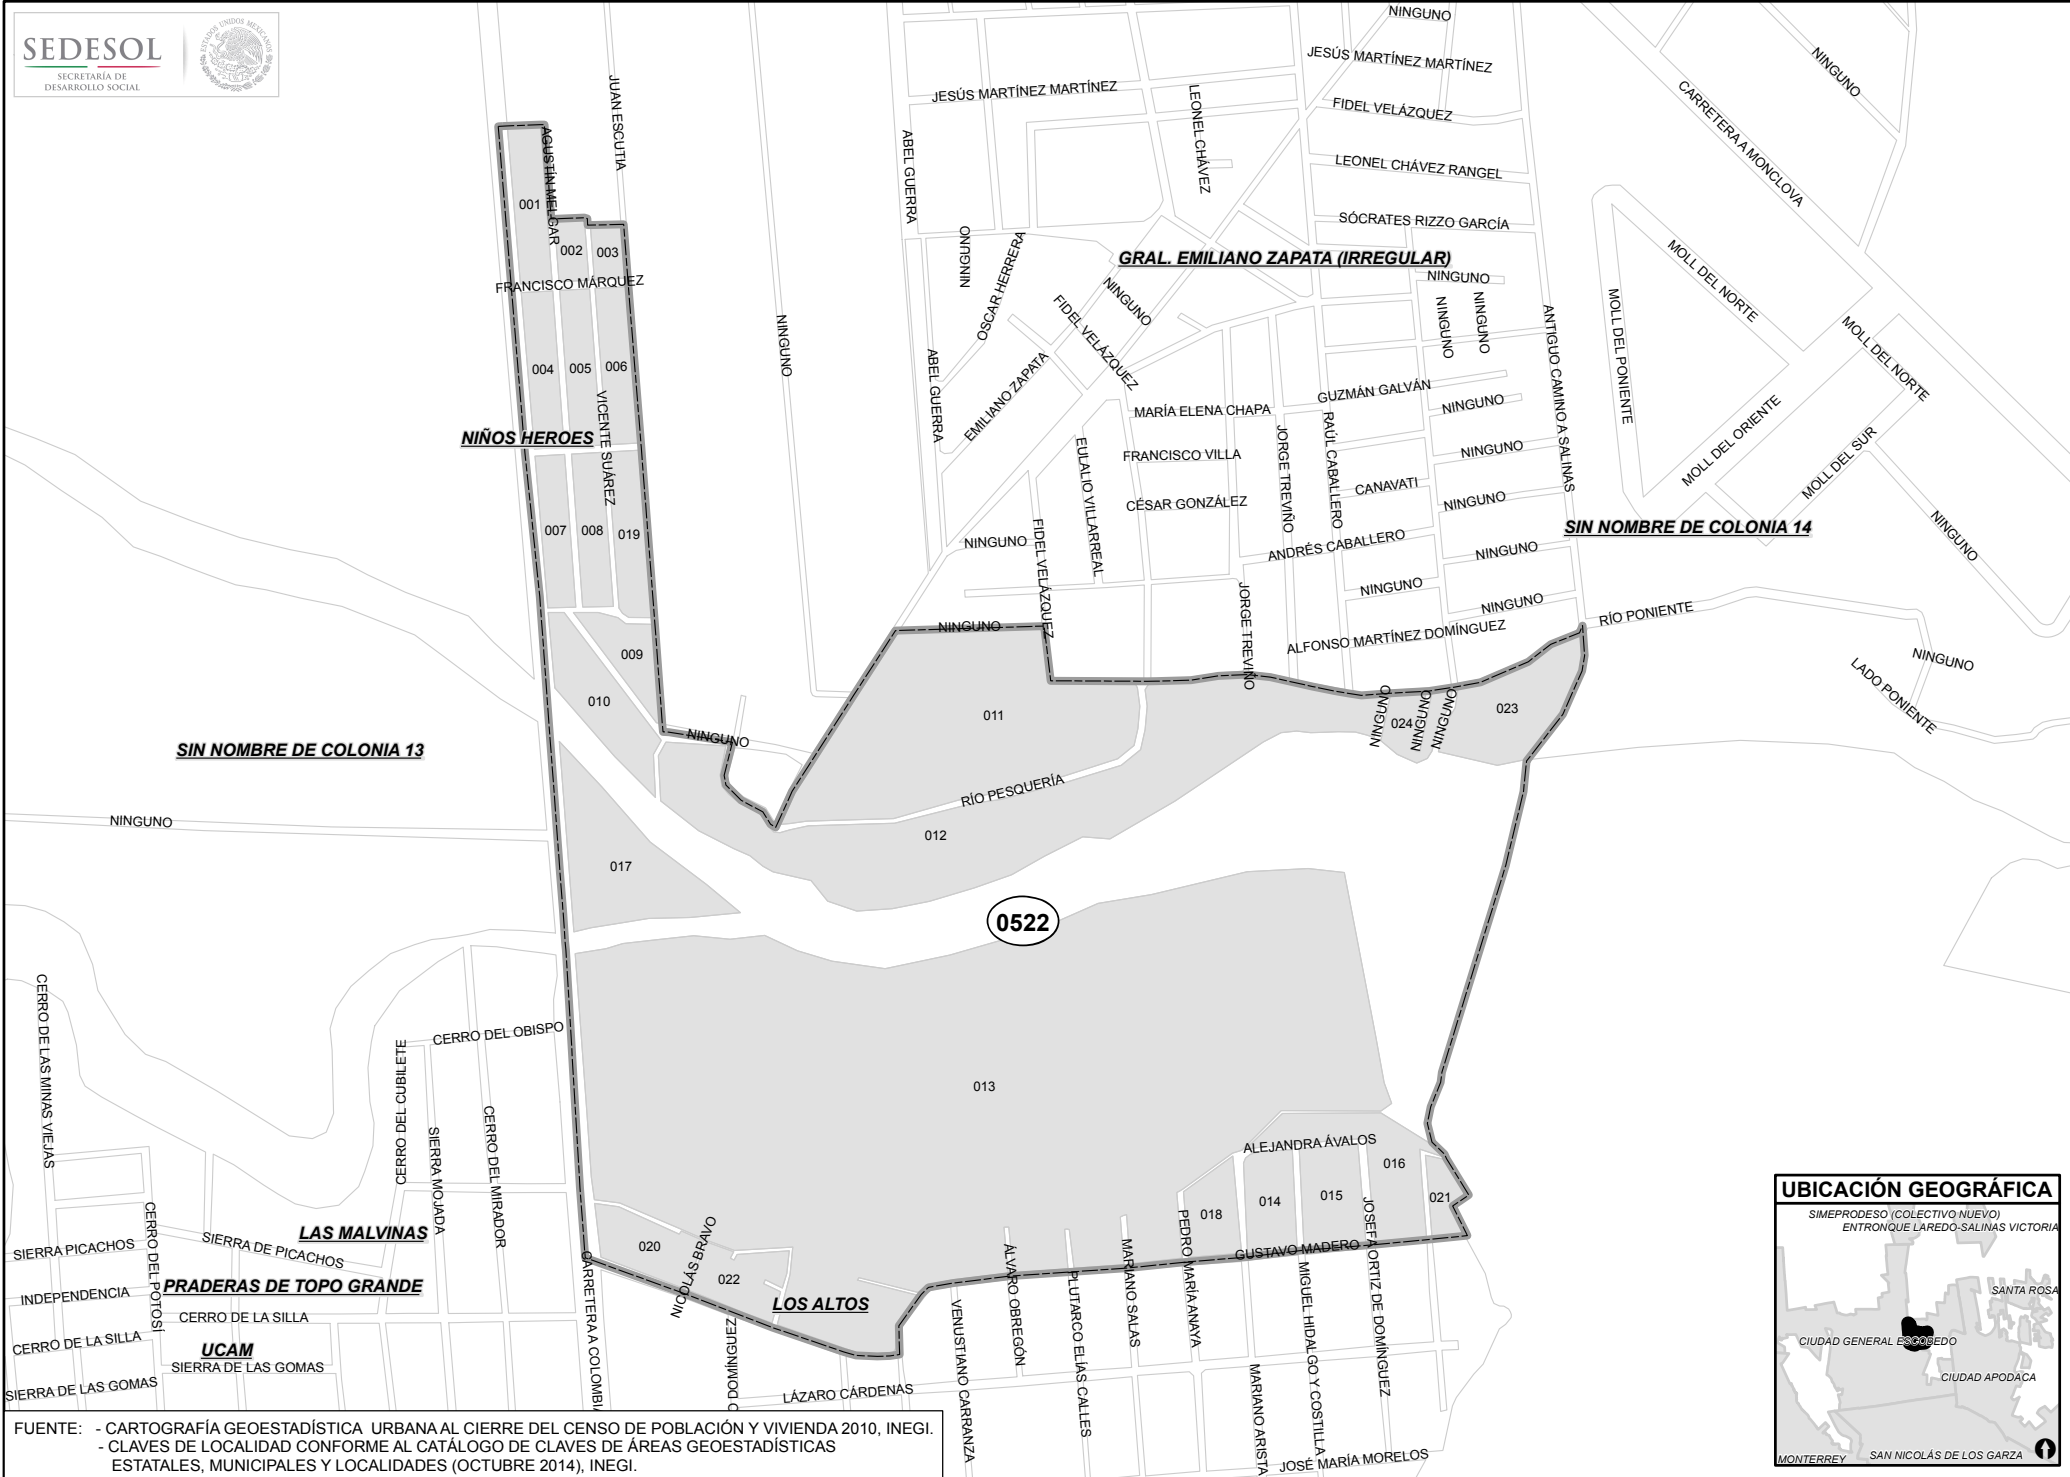 SEDESOL
SECRETARÍA DE
DESARROLLO SOCIAL
ESTADOS UNIDOS MEXICANOS
NINGUNO
JESÚS MARTÍNEZ MARTÍNEZ
NINGUNO
JUAN ESCUTIA
JESÚS MARTÍNEZ MARTÍNEZ
LEONEL CHÁVEZ
FIDEL VELÁZQUEZ
CARRETERA A MONCLOVA
AGUSTÍN MELGAR
ABEL GUERRA
LEONEL CHÁVEZ RANGEL
001
SÓCRATES RIZZO GARCÍA
002
003
NINGUNO
OSCAR HERRERA
GRAL. EMILIANO ZAPATA (IRREGULAR)
NINGUNO
MOLL DEL NORTE
FRANCISCO MÁRQUEZ
NINGUNO
FIDEL VELÁZQUEZ
NINGUNO
NINGUNO
NINGUNO
ANTIGUO CAMINO A SALINAS
MOLL DEL PONIENTE
MOLL DEL NORTE
004
005
006
ABEL GUERRA
EMILIANO ZAPATA
GUZMÁN GALVÁN
MARÍA ELENA CHAPA
NINGUNO
VICENTE SUÁREZ
NIÑOS HEROES
EULALIO VILLARREAL
FRANCISCO VILLA
JORGE TREVIÑO
RAÚL CABALLERO
NINGUNO
MOLL DEL ORIENTE
MOLL DEL SUR
CANAVATI
CÉSAR GONZÁLEZ
NINGUNO
007
008
019
NINGUNO
FIDEL VELÁZQUEZ
ANDRÉS CABALLERO
NINGUNO
SIN NOMBRE DE COLONIA 14
NINGUNO
NINGUNO
JORGE TREVIÑO
NINGUNO
RÍO PONIENTE
NINGUNO
ALFONSO MARTÍNEZ DOMÍNGUEZ
009
NINGUNO
LADO PONIENTE
010
011
NINGUNO
024
NINGUNO
NINGUNO
023
NINGUNO
SIN NOMBRE DE COLONIA 13
RÍO PESQUERÍA
NINGUNO
012
017
0522
CERRO DE LAS MINAS VIEJAS
CERRO DEL OBISPO
CERRO DEL CUBILETE
SIERRA MOJADA
CERRO DEL MIRADOR
013
ALEJANDRA ÁVALOS
016
018
014
015
021
LAS MALVINAS
SIERRA PICACHOS
CERRO DEL POTOSÍ
SIERRA DE PICACHOS
020
NICOLÁS BRAVO
022
GUSTAVO MADERO
PRADERAS DE TOPO GRANDE
INDEPENDENCIA
LOS ALTOS
CERRO DE LA SILLA
CERRO DE LA SILLA
UCAM
SIERRA DE LAS GOMAS
SIERRA DE LAS GOMAS
CARRETERA A COLOMBIA
LÁZARO CÁRDENAS
VENUSTIANO CARRANZA
ÁLVARO OBREGÓN
PLUTARCO ELÍAS CALLES
MARIANO SALAS
PEDRO MARÍA ANAYA
MARIANO ARISTA
MIGUEL HIDALGO Y COSTILLA
JOSEFA ORTIZ DE DOMÍNGUEZ
JOSÉ MARÍA MORELOS
UBICACIÓN GEOGRÁFICA
SIMEPRODESO (COLECTIVO NUEVO)
ENTRONQUE LAREDO-SALINAS VICTORIA
SANTA ROSA
CIUDAD GENERAL ESCOBEDO
CIUDAD APODACA
MONTERREY
SAN NICOLÁS DE LOS GARZA
FUENTE: - CARTOGRAFÍA GEOESTADÍSTICA URBANA AL CIERRE DEL CENSO DE POBLACIÓN Y VIVIENDA 2010, INEGI.
- CLAVES DE LOCALIDAD CONFORME AL CATÁLOGO DE CLAVES DE ÁREAS GEOESTADÍSTICAS
ESTATALES, MUNICIPALES Y LOCALIDADES (OCTUBRE 2014), INEGI.